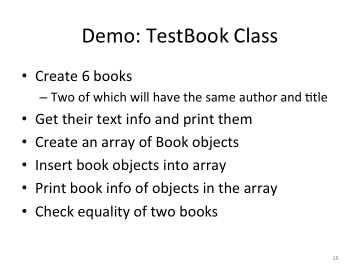 Demo: TestBook Class
• Create 6 books
– Two of which will have the same author and title
• Get their text info and print them
• Create an array of Book objects
• Insert book objects into array
• Print book info of objects in the array
• Check equality of two books
15